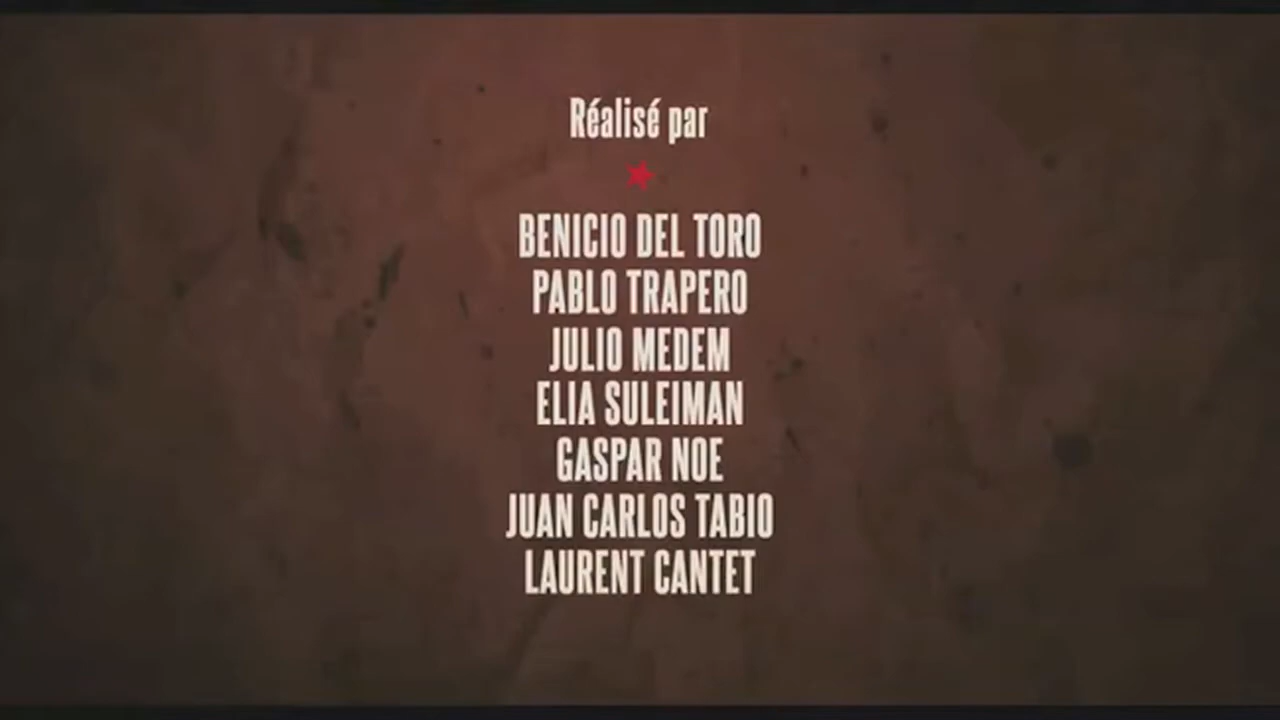 Réalisé par
BENICIO DEL TORO
PABLO TRAPERO
JULIO MEDEM
ELIA SULEIMAN
GASPAR NOE
JUAN CARLOS TABIO
LAURENT CANTET